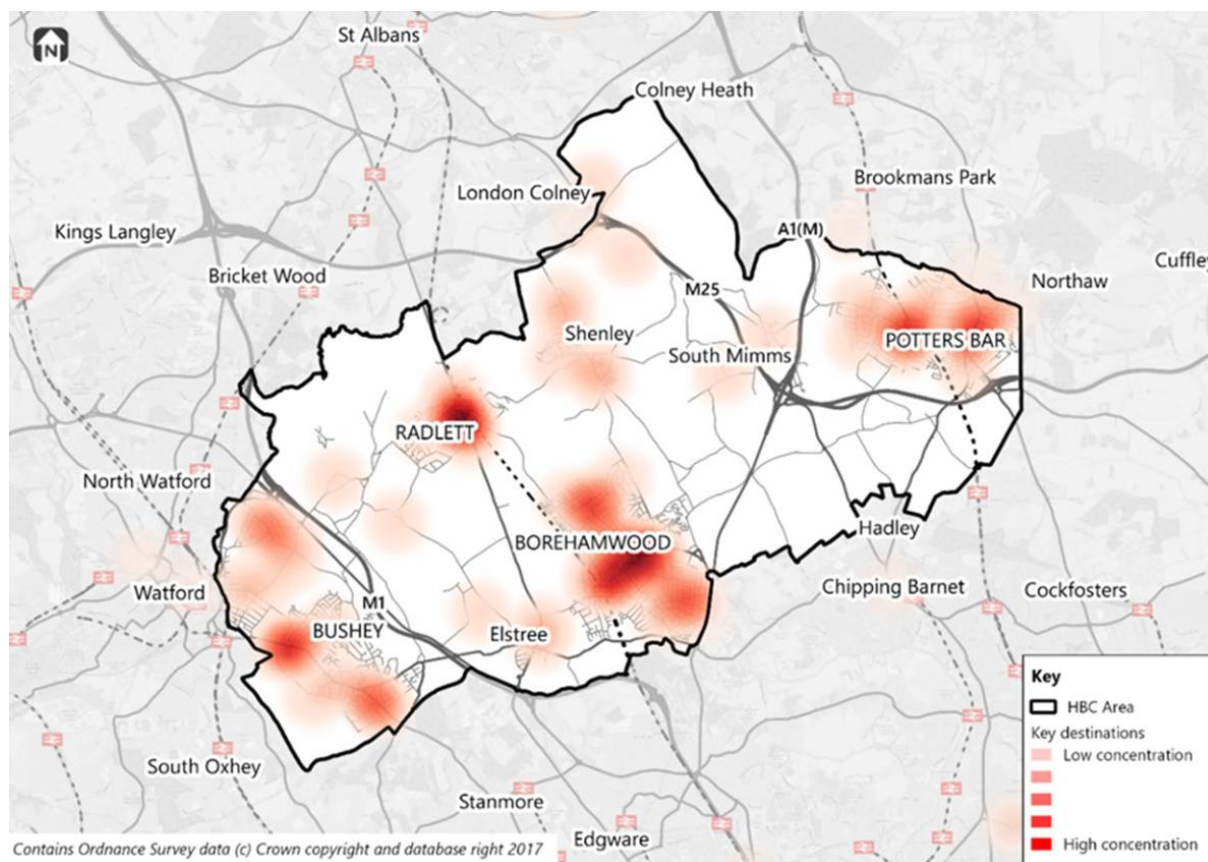 N
St Albans
Colney Heath
Brookmans Park
London Colney
Kings Langley
A1(M)
Bricket Wood
Northaw
Cuffley
M25
Shenley
South Mimms
POTTERS BAR
RADLETT
North Watford
BOREHAMWOOD
Hadley
Watford
Chipping Barnet
Cockfosters
M1
BUSHEY
Elstree
South Oxhey
Stanmore
Edgware
Key
HBC Area
Key destinations
Low concentration
High concentration
Contains Ordnance Survey data (c) Crown copyright and database right 2017